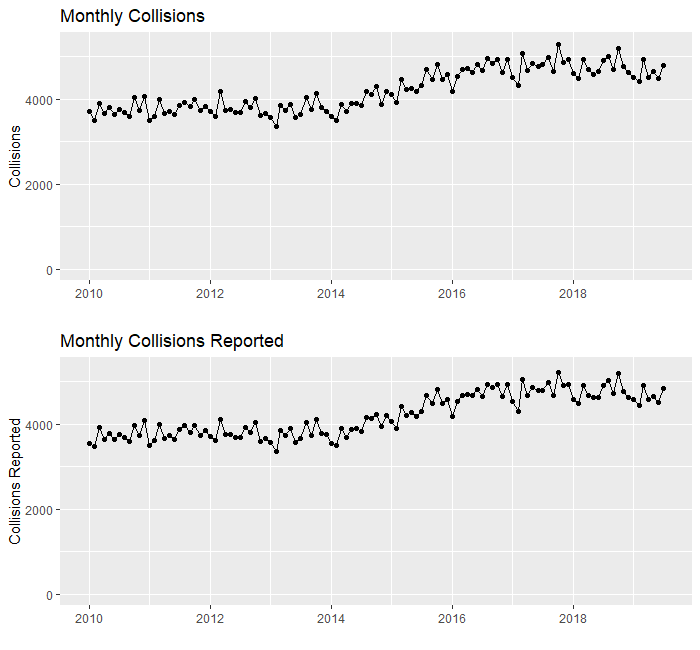 Monthly Collisions
Collisions
4000
2000
0
2010 2012 2014 2016 2018
Monthly Collisions Reported
Collisions Reported
4000
2000
0
2010 2012 2014 2016 2018